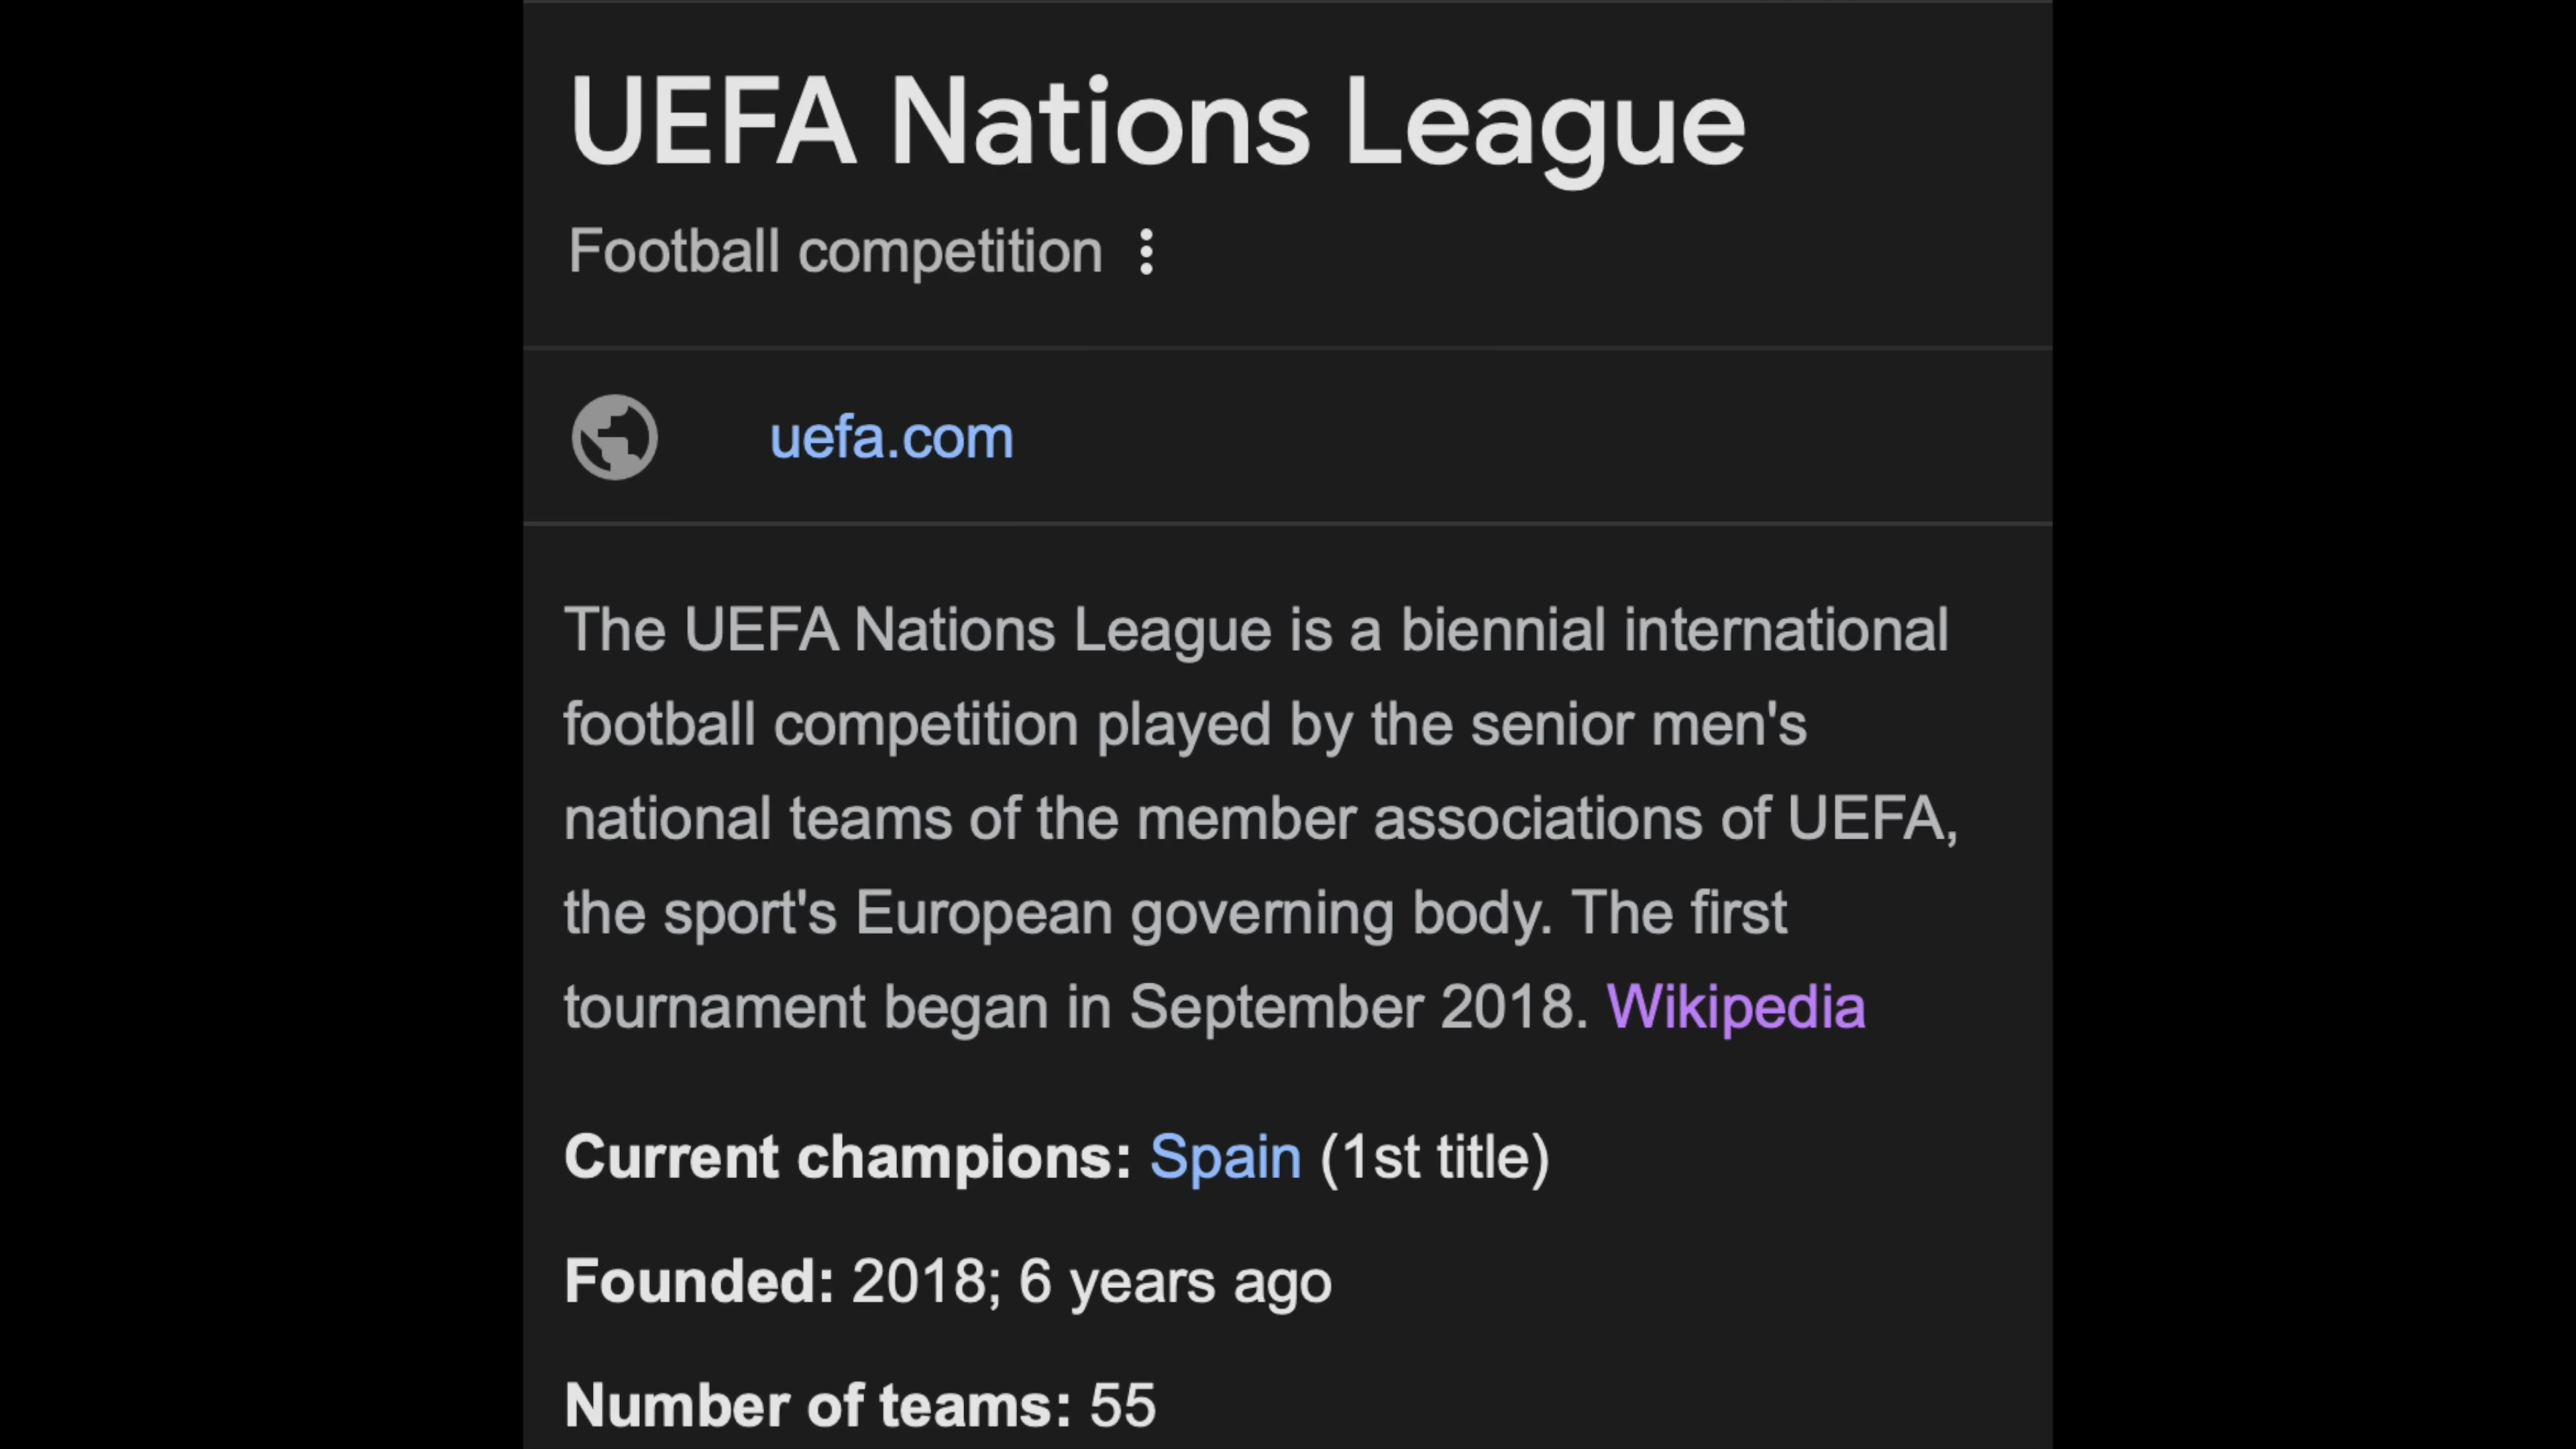 UEFA Nations League
Football competition
uefa.com
The UEFA Nations League is a biennial international
football competition played by the senior men's
national teams of the member associations of UEFA,
the sport's European governing body. The first
tournament began in September 2018. Wikipedia
Current champions: Spain (1st title)
Founded: 2018; 6 years ago
Number of teams: 55